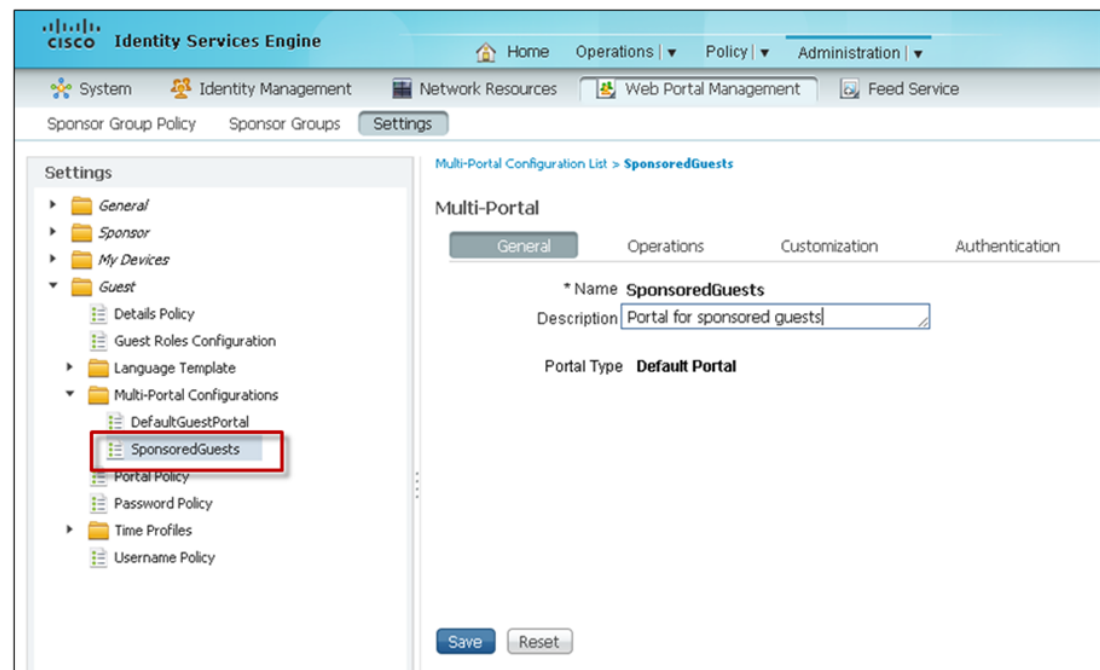 CISCO Identity Services Engine
Home Operations | ▼ Policy | ▼ Administration | ▼
System Identity Management Network Resources Web Portal Management Feed Service
Sponsor Group Policy Sponsor Groups Settings
Settings
General
Sponsor
My Devices
Guest
Details Policy
Guest Roles Configuration
Language Template
Multi-Portal Configurations
DefaultGuestPortal
SponsoredGuests
Portal Policy
Password Policy
Time Profiles
Username Policy
Multi-Portal Configuration List > SponsoredGuests
Multi-Portal
General Operations Customization Authentication
* Name SponsoredGuests
Description Portal for sponsored guests
Portal Type Default Portal
Save Reset